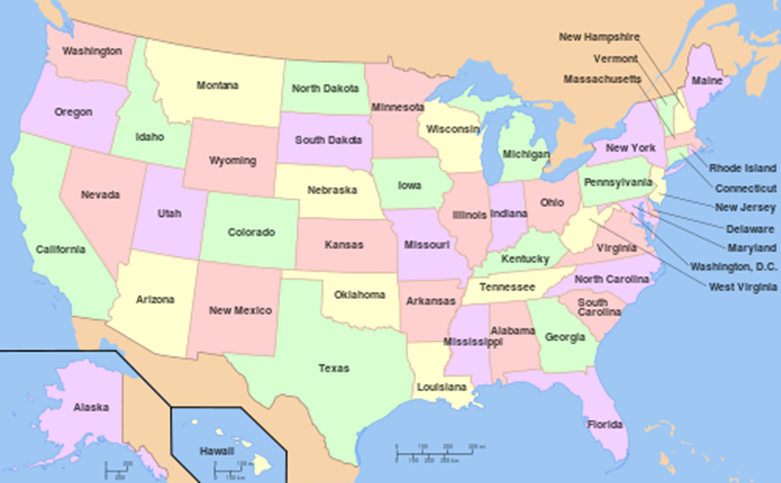 New Hampshire
Vermont
Massachusetts
Washington
Montana
North Dakota
Minnesota
Maine
Oregon
Idaho
South Dakota
Wisconsin
Michigan
New York
Wyoming
Rhode Island
Connecticut
Nevada
Utah
Nebraska
Iowa
Illinois
Indiana
Ohio
Pennsylvania
New Jersey
Delaware
Maryland
Washington, D.C.
West Virginia
California
Colorado
Kansas
Missouri
Kentucky
Virginia
Arizona
New Mexico
Oklahoma
Arkansas
Tennessee
North Carolina
South
Carolina
Texas
Louisiana
Mississippi
Alabama
Georgia
Florida
Alaska
Hawaii